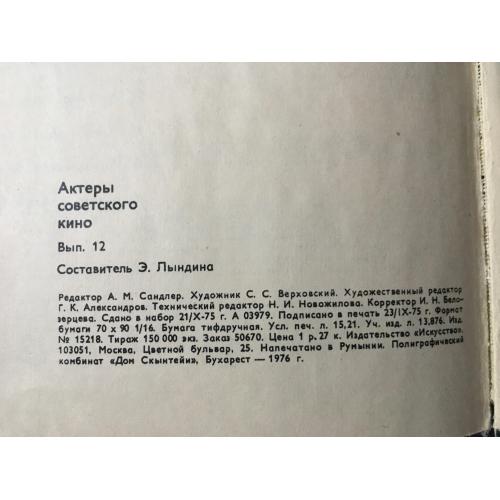 Актеры
советского
кино
Вып. 12
Составитель Э. Лындина
Редактор А. М. Сандлер. Художник С. С. Верховский. Художественный редактор
Г. К. Александров. Технический редактор Н. И. Новожилова. Корректор И. Н. Бело-
зерцева. Сдано в набор 21/X-75 г. А 03979. Подписано в печать 23/IX-75 г. Формат
бумаги 70 x 90 1/16. Бумага тифдручная. Усл. печ. л. 15,21. Уч. изд. л. 13,876. Изд.
№ 15218. Тираж 150 000 экз. Заказ 50670. Цена 1 р. 27 к. Издательство «Искусство».
103051, Москва, Цветной бульвар, 25. Напечатано в Румынии. Полиграфический
комбинат «Дом Скынтей», Бухарест — 1976 г.